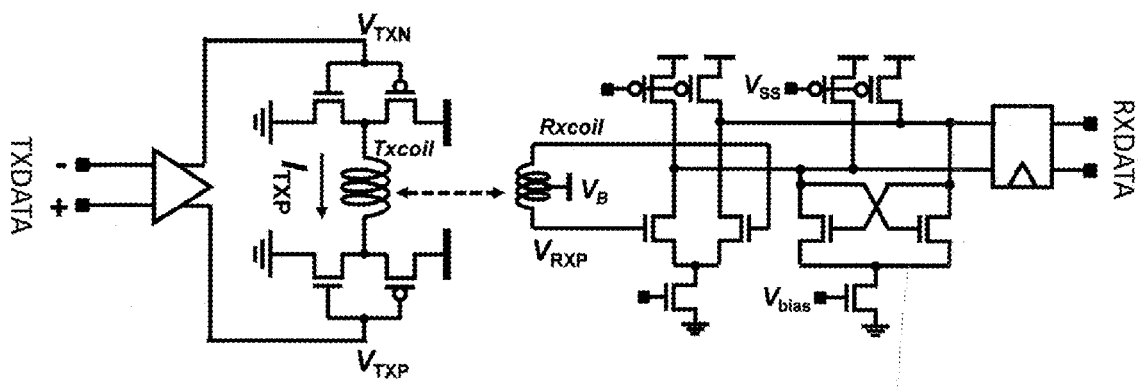 TXDATA
-
+
V_TXN
I_TXP
Txcoil
V_TXP
Rxcoil
V_B
V_RXP
V_SS
V_bias
RXDATA